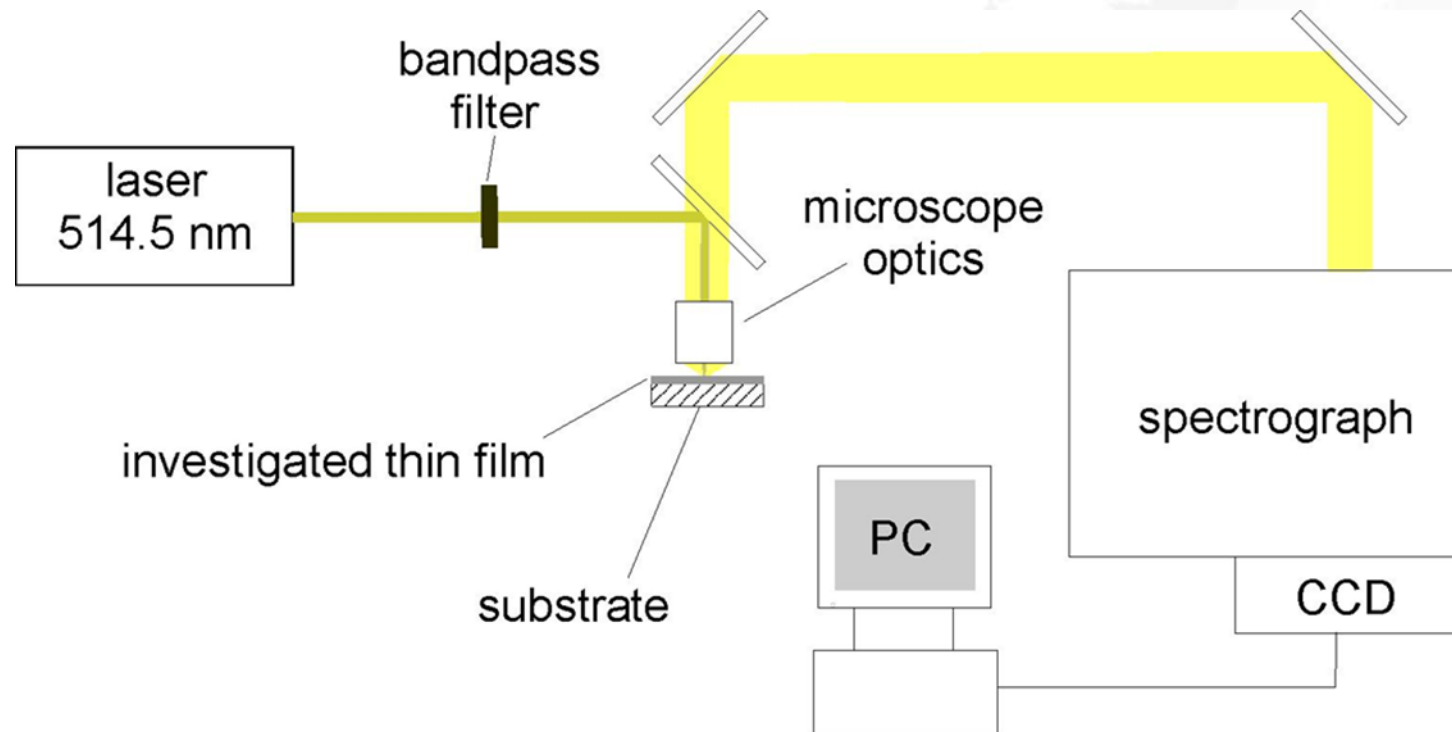 bandpass
filter
laser
514.5 nm
microscope
optics
investigated thin film
substrate
spectrograph
PC
CCD